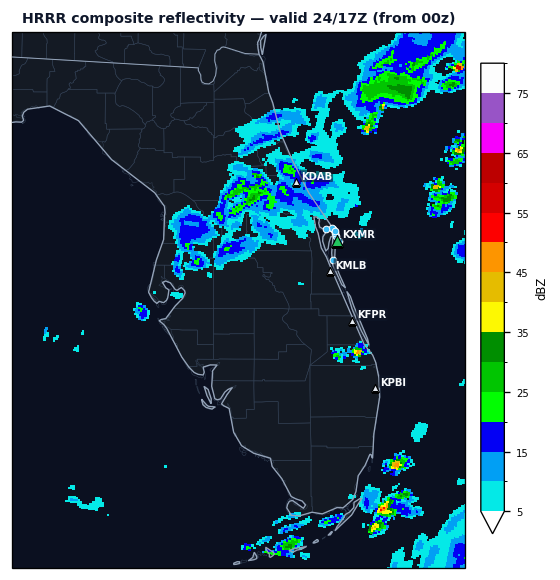 HRRR composite reflectivity — valid 24/17Z (from 00z)
KDAB
KXMR
KMLB
KFPR
KPBI
75
65
55
45
35
25
15
5
dBZ